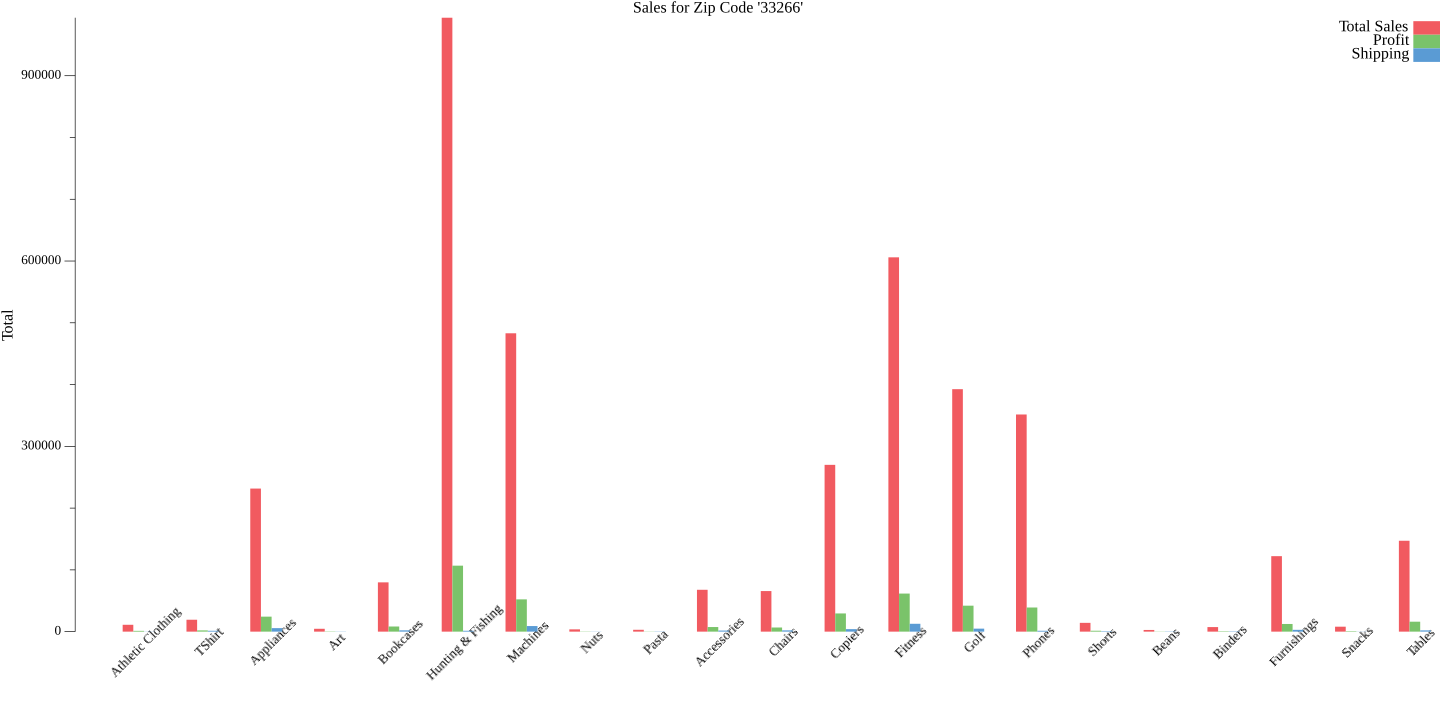 Sales for Zip Code '33266'
Total Sales
Profit
Shipping
900000
600000
300000
0
Total
Athletic Clothing
TShirt
Appliances
Art
Bookcases
Hunting & Fishing
Machines
Nuts
Pasta
Accessories
Chairs
Copiers
Fitness
Golf
Phones
Shorts
Beans
Binders
Furnishings
Snacks
Tables